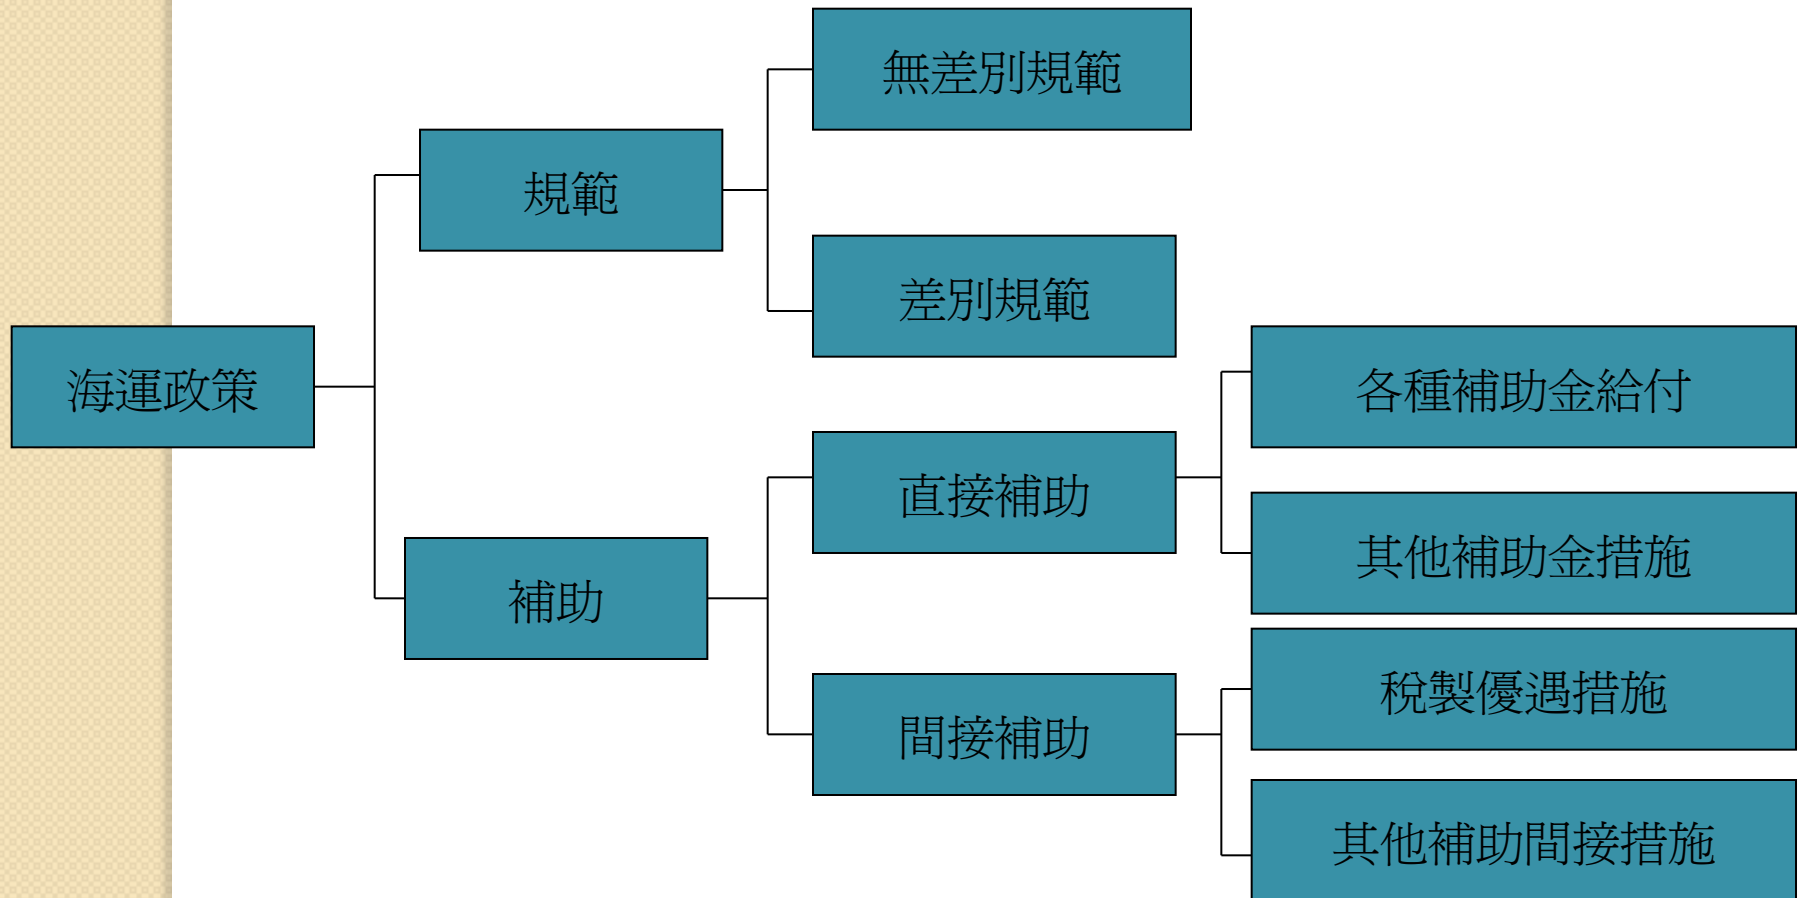 海運政策
規範
無差別規範
差別規範
補助
直接補助
各種補助金給付
其他補助金措施
間接補助
稅製優遇措施
其他補助間接措施